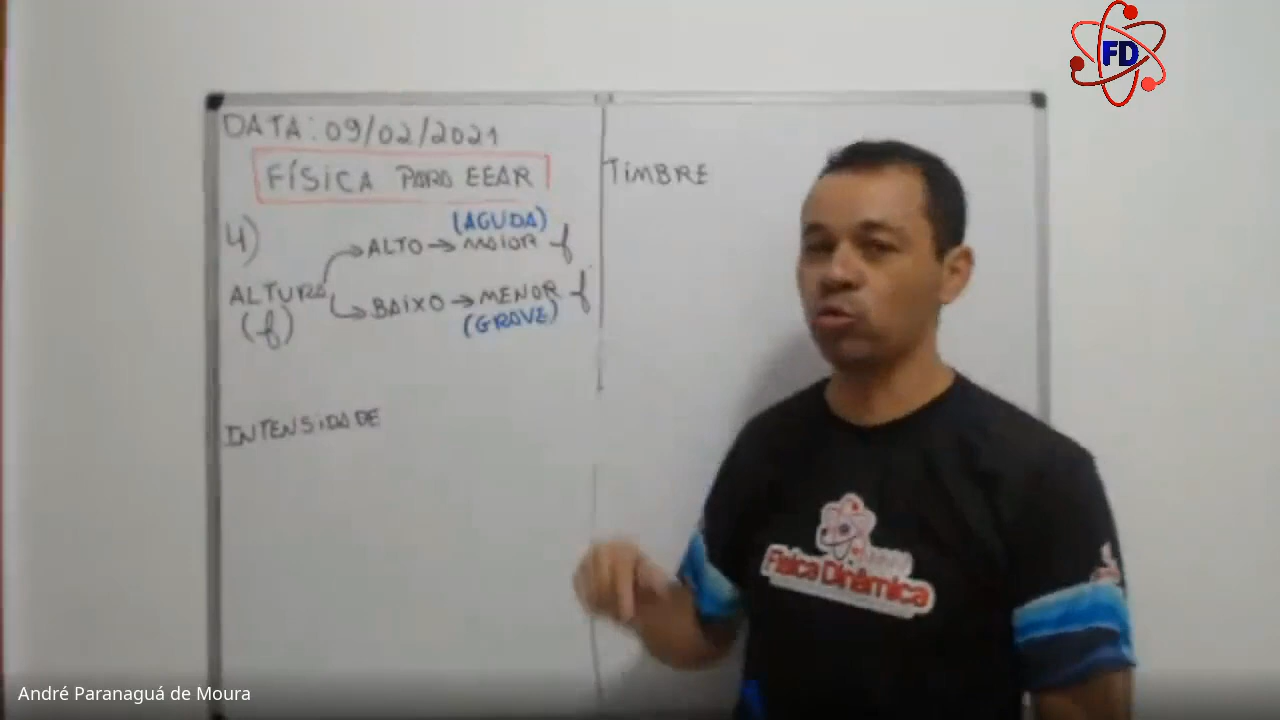 FD
DATA: 09/02/2021
FÍSICA PARA EEAR
4)
(AGUDA)
ALTO → MAIOR f
ALTURA
(f)
BAIXO → MENOR f
(GRAVE)
INTENSIDADE
TIMBRE
Física Dinâmica
André Paranaguá de Moura